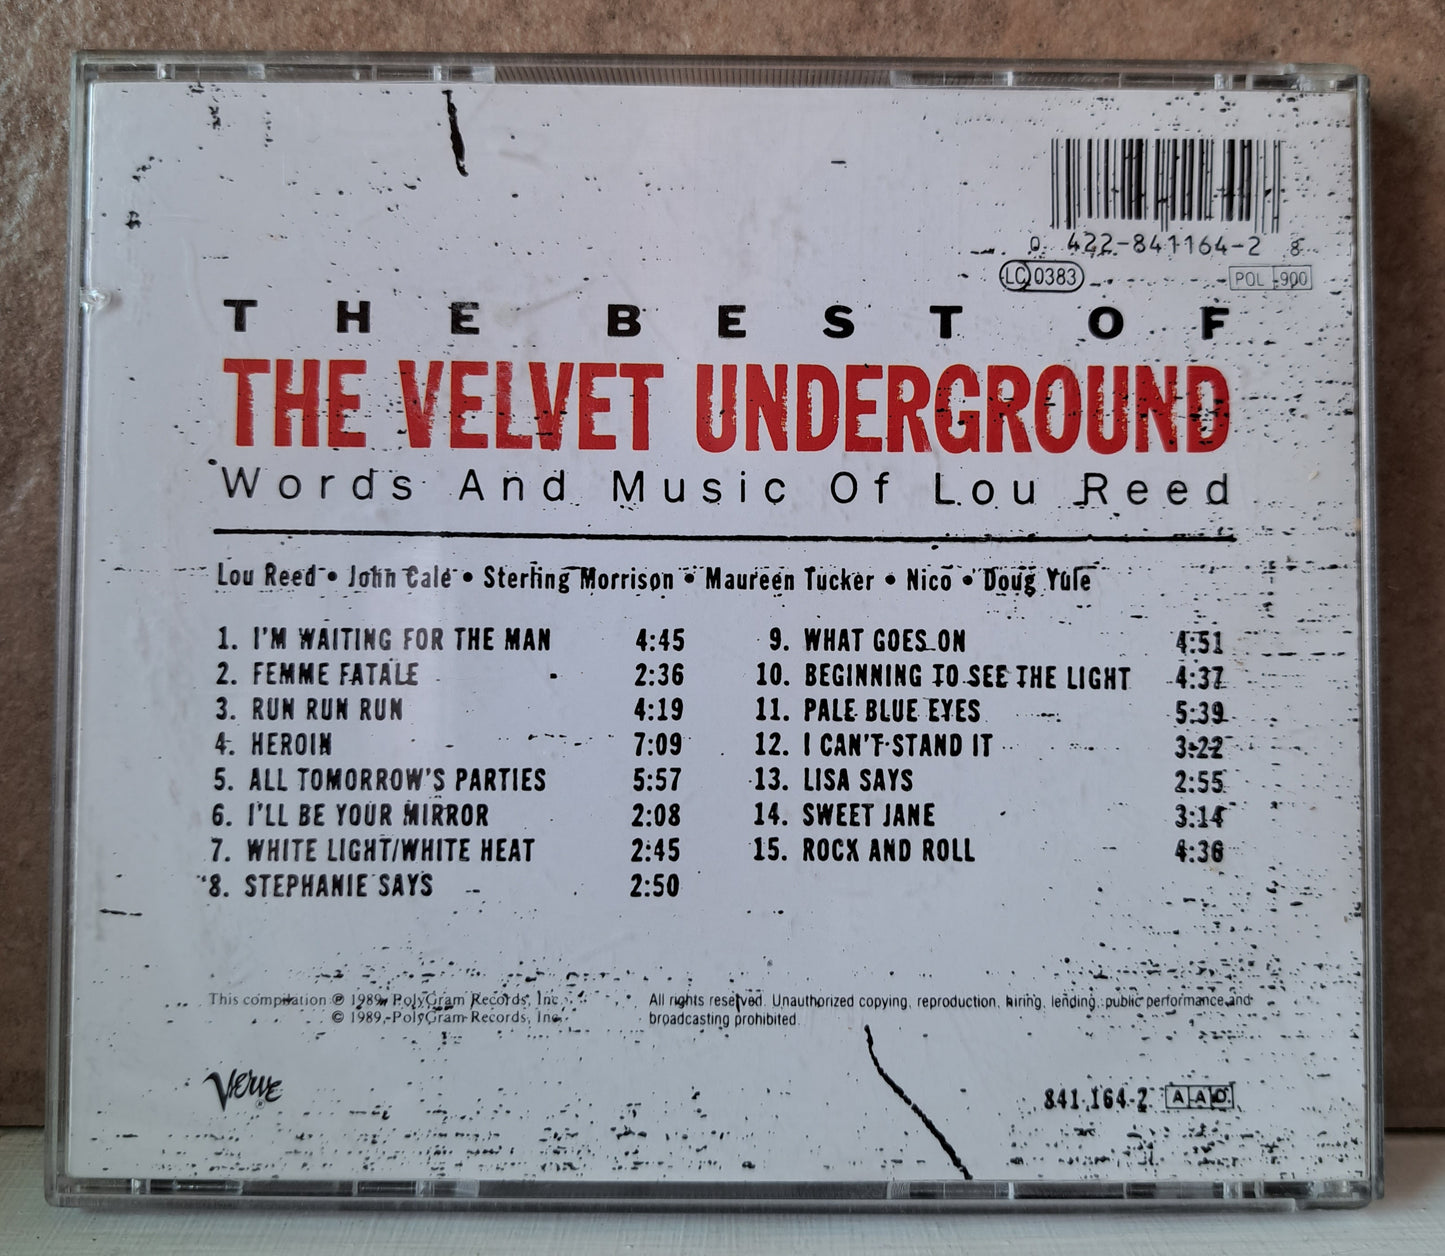 0 422-841164-2 8
LC 0383 POL 900
THE BEST OF
THE VELVET UNDERGROUND
Words And Music Of Lou Reed
Lou Reed • John Cale • Sterling Morrison • Maureen Tucker • Nico • Doug Yule
1. I'M WAITING FOR THE MAN 4:45
2. FEMME FATALE 2:36
3. RUN RUN RUN 4:19
4. HEROIN 7:09
5. ALL TOMORROW'S PARTIES 5:57
6. I'LL BE YOUR MIRROR 2:08
7. WHITE LIGHT/WHITE HEAT 2:45
8. STEPHANIE SAYS 2:50
9. WHAT GOES ON 4:51
10. BEGINNING TO SEE THE LIGHT 4:37
11. PALE BLUE EYES 5:39
12. I CAN'T STAND IT 3:22
13. LISA SAYS 2:55
14. SWEET JANE 3:14
15. ROCK AND ROLL 4:36
This compilation ℗ 1989, PolyGram Records, Inc.
© 1989, PolyGram Records, Inc.
All rights reserved. Unauthorized copying, reproduction, hiring, lending, public performance and
broadcasting prohibited.
Verve
841 164-2 AAD